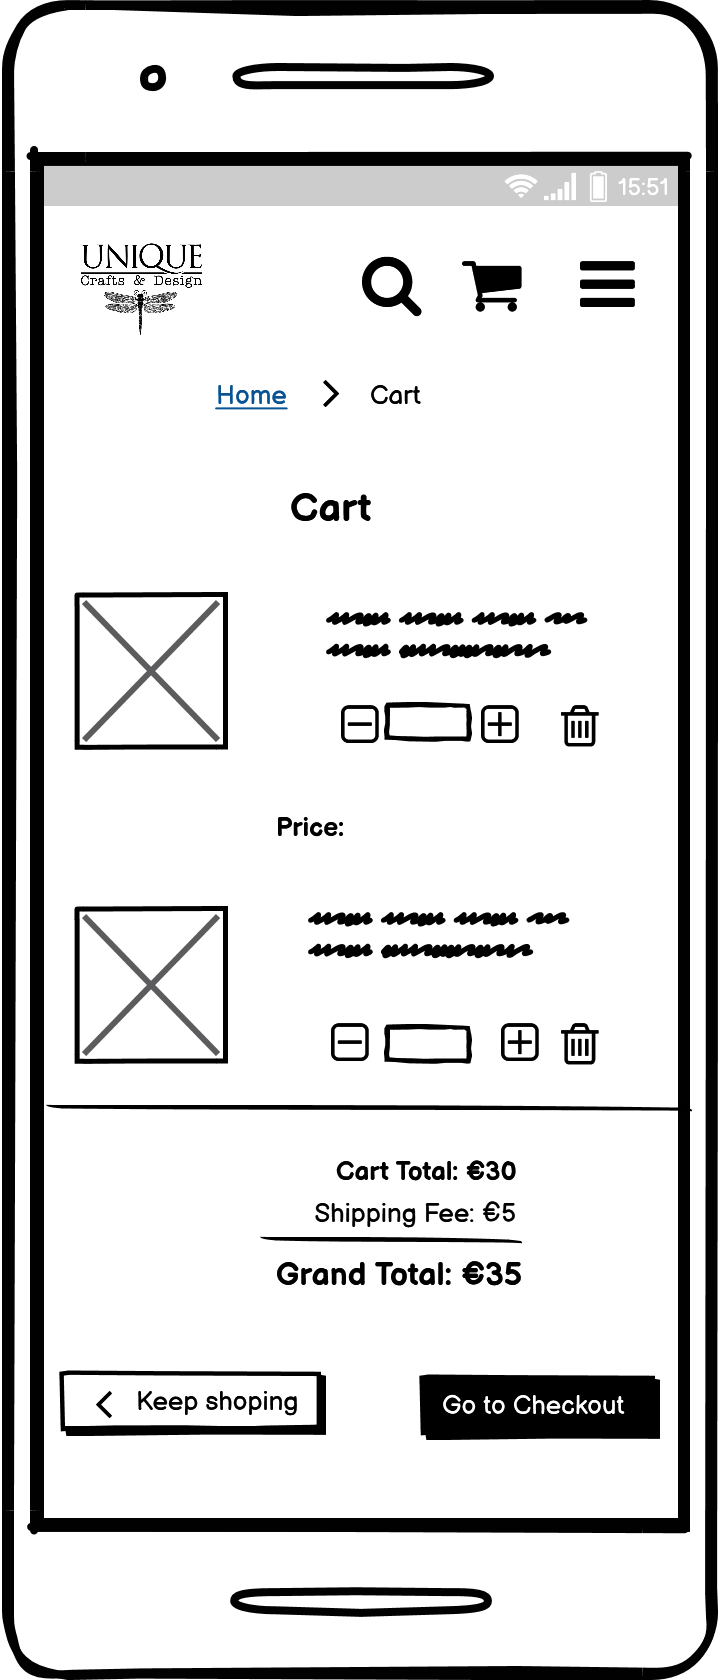 15:51
UNIQUE
Crafts & Design
Home > Cart
Cart
Price:
Cart Total: €30
Shipping Fee: €5
Grand Total: €35
< Keep shoping
Go to Checkout